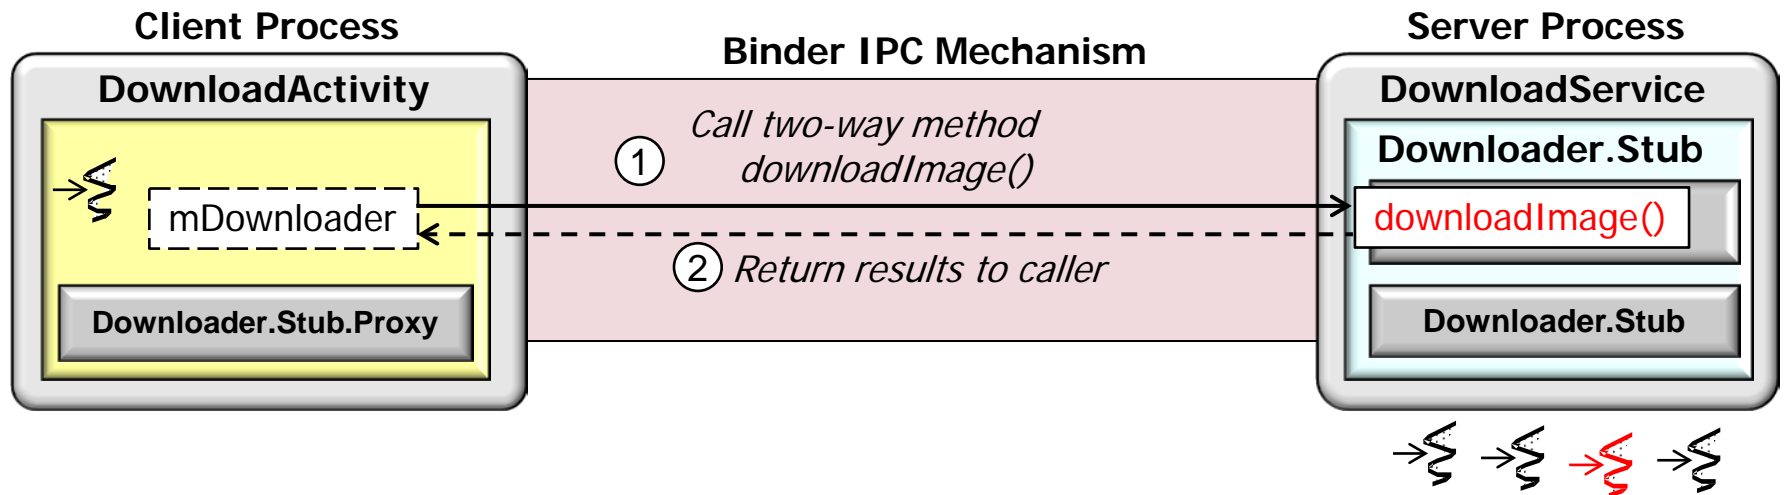 Client Process
Binder IPC Mechanism
Server Process
DownloadActivity
mDownloader
Downloader.Stub.Proxy
1
Call two-way method
downloadImage()
2
Return results to caller
DownloadService
Downloader.Stub
downloadImage()
Downloader.Stub